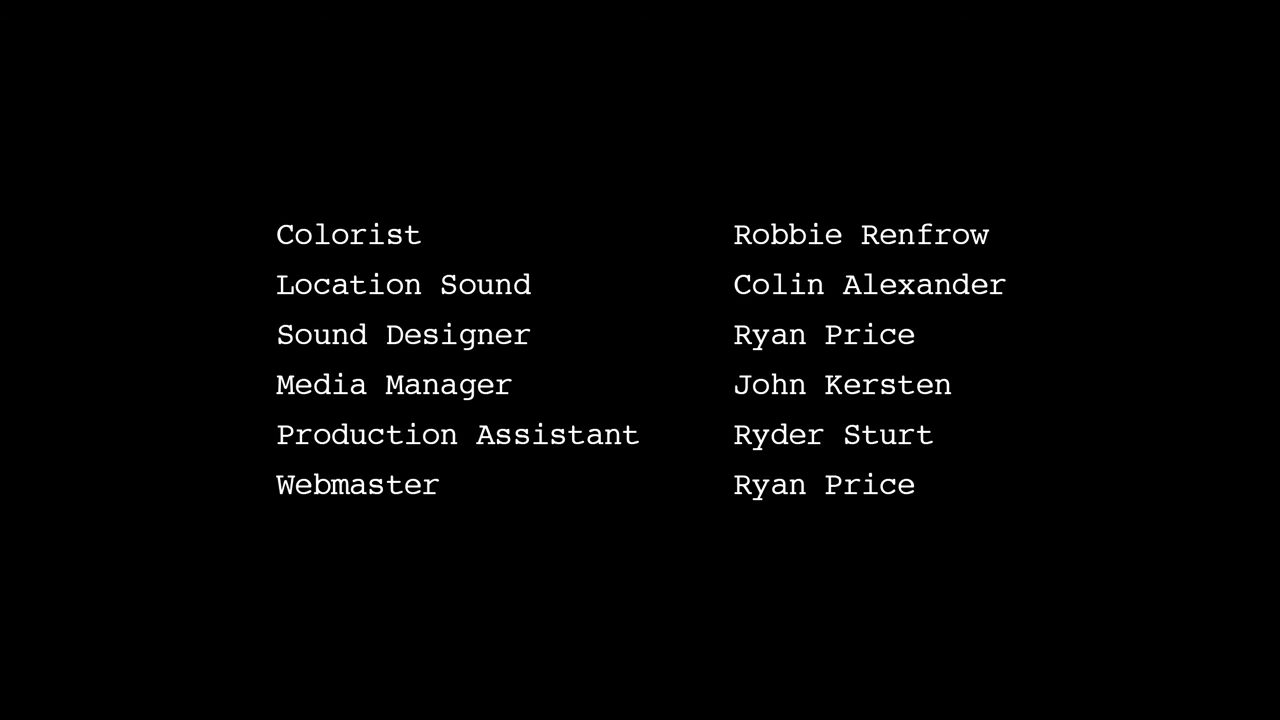 Colorist Robbie Renfrow
Location Sound Colin Alexander
Sound Designer Ryan Price
Media Manager John Kersten
Production Assistant Ryder Sturt
Webmaster Ryan Price